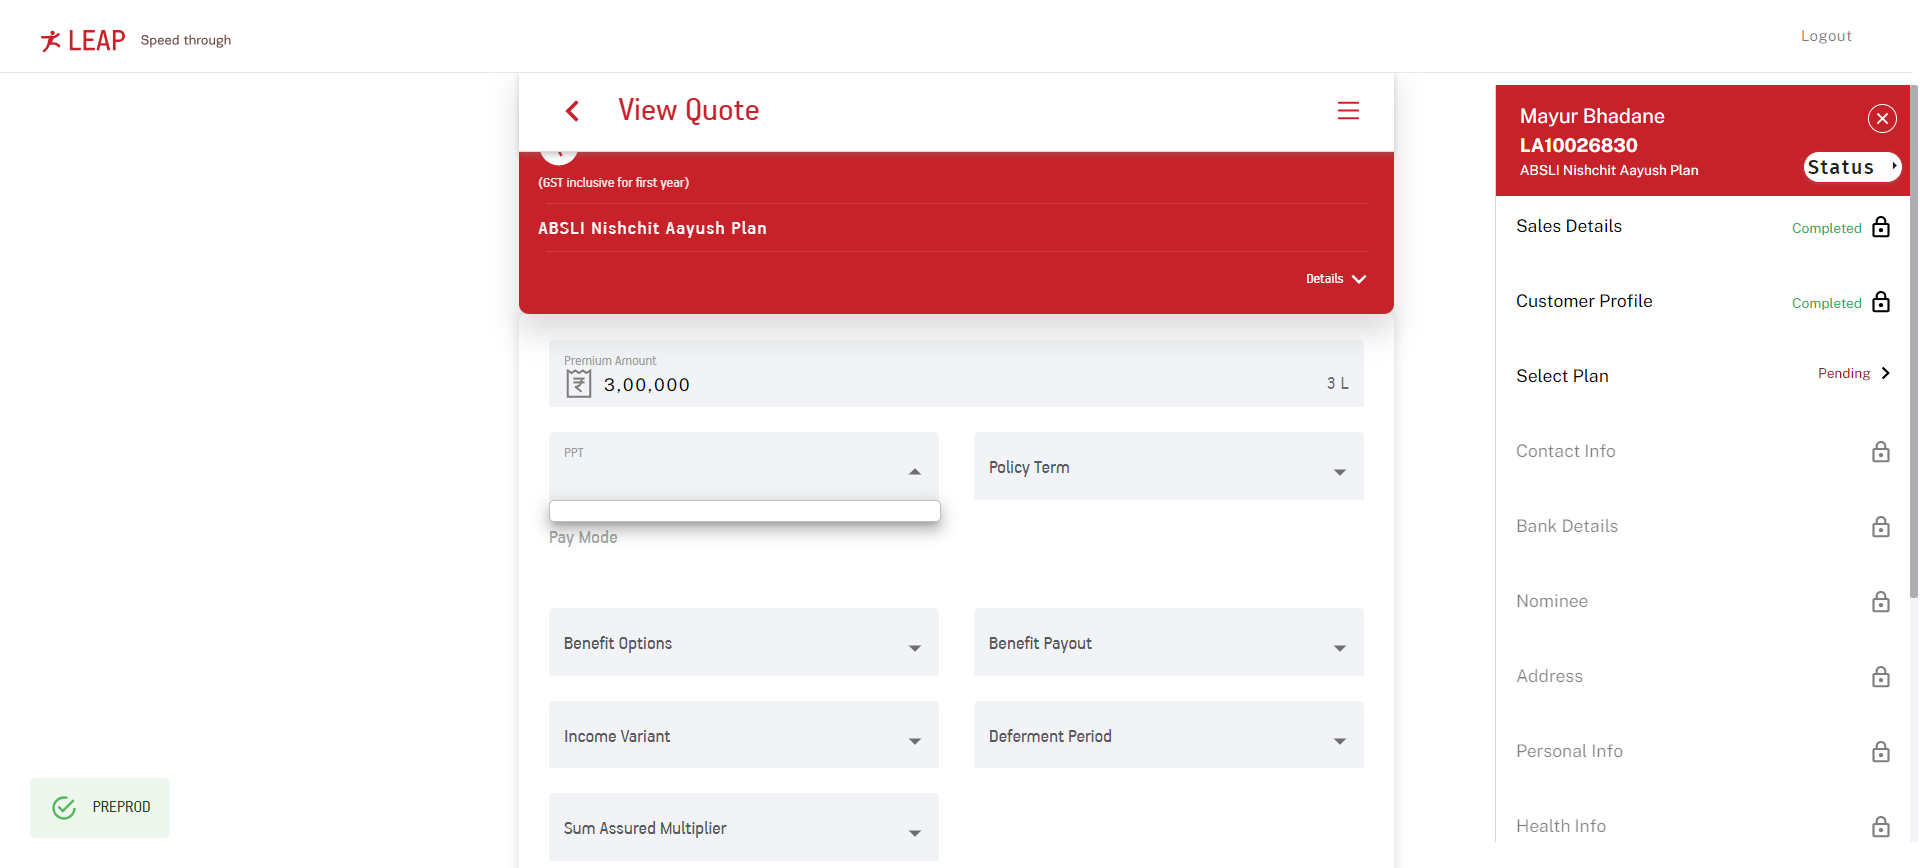 LEAP Speed through
Logout
View Quote
(GST inclusive for first year)
ABSLI Nishchit Aayush Plan
Details
Premium Amount
3,00,000
3 L
PPT
Policy Term
Pay Mode
Benefit Options
Benefit Payout
Income Variant
Deferment Period
Sum Assured Multiplier
PREPROD
Mayur Bhadane
LA10026830
ABSLI Nishchit Aayush Plan
Status
Sales Details
Completed
Customer Profile
Completed
Select Plan
Pending
Contact Info
Bank Details
Nominee
Address
Personal Info
Health Info